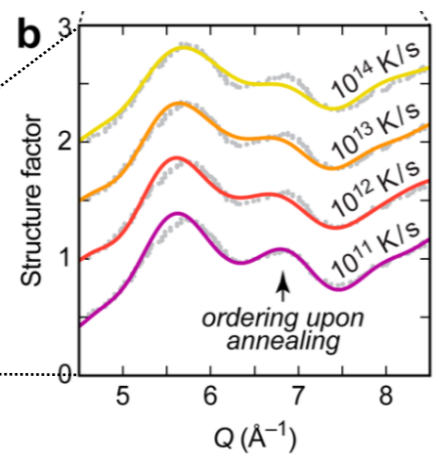 b
3
2
1
0
Structure factor
10¹⁴ K/s
10¹³ K/s
10¹² K/s
10¹¹ K/s
ordering upon
annealing
5 6 7 8
Q (Å⁻¹)